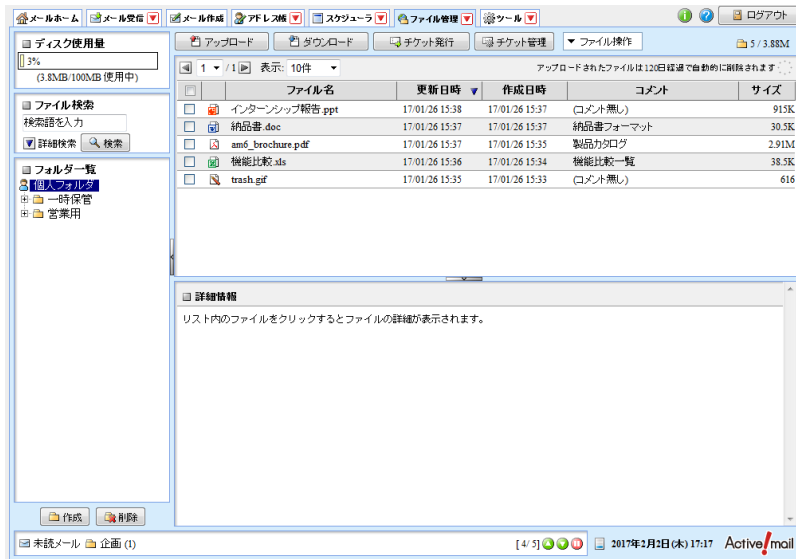 メールホーム メール受信 メール作成 アドレス帳 スケジューラ ファイル管理 ツール ログアウト
ディスク使用量
3%
(3.8MB/100MB 使用中)
ファイル検索
検索語を入力
詳細検索 検索
フォルダ一覧
個人フォルダ
一時保管
営業用
作成 削除
アップロード ダウンロード チケット発行 チケット管理 ▼ ファイル操作 5 / 3.88M
1 /1 表示: 10件 アップロードされたファイルは120日経過で自動的に削除されます
ファイル名 更新日時 ▼ 作成日時 コメント サイズ
インターンシップ報告.ppt 17/01/26 15:38 17/01/26 15:37 (コメント無し) 915K
納品書.doc 17/01/26 15:37 17/01/26 15:37 納品書フォーマット 30.5K
am6_brochure.pdf 17/01/26 15:37 17/01/26 15:35 製品カタログ 2.91M
機能比較.xls 17/01/26 15:36 17/01/26 15:34 機能比較一覧 38.5K
trash.gif 17/01/26 15:35 17/01/26 15:33 (コメント無し) 616
詳細情報
リスト内のファイルをクリックするとファイルの詳細が表示されます。
未読メール 企画 (1) [4/ 5] 2017年2月2日(木) 17:17 Active! mail